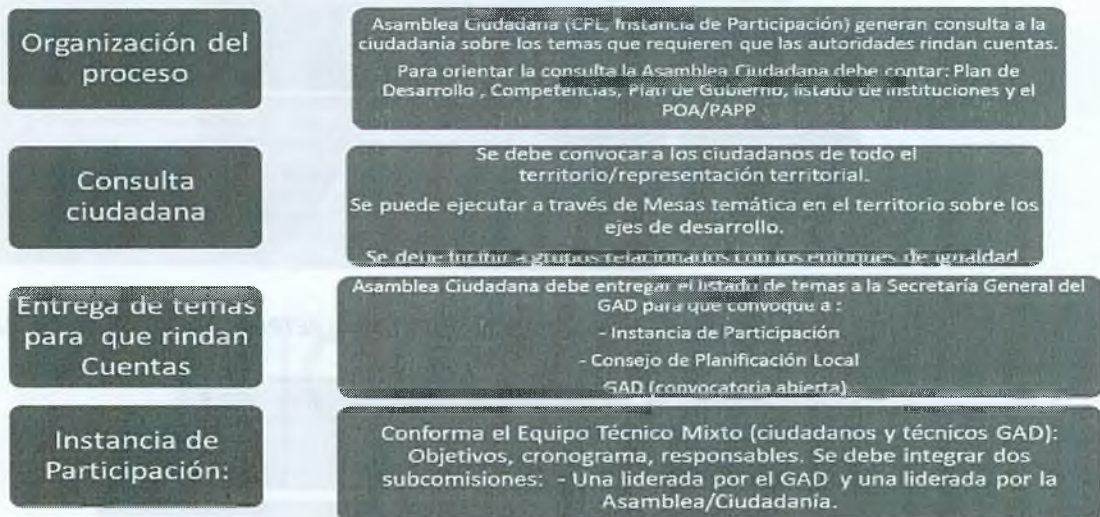 Organización del
proceso
Asamblea Ciudadana (CPL, Instancia de Participación) generan consulta a la
ciudadanía sobre los temas que requieren que las autoridades rindan cuentas.
Para orientar la consulta la Asamblea Ciudadana debe contar: Plan de
Desarrollo , Competencias, Plan de Gobierno, listado de instituciones y el
POA/PAPP
Consulta
ciudadana
Se debe convocar a los ciudadanos de todo el
territorio/representación territorial.
Se puede ejecutar a través de Mesas temática en el territorio sobre los
ejes de desarrollo.
Se debe incluir a grupos relacionados con los enfoques de igualdad
Entrega de temas
para que rindan
Cuentas
Asamblea Ciudadana debe entregar el listado de temas a la Secretaría General del
GAD para que convoque a :
- Instancia de Participación
- Consejo de Planificación Local
GAD (convocatoria abierta)
Instancia de
Participación:
Conforma el Equipo Técnico Mixto (ciudadanos y técnicos GAD):
Objetivos, cronograma, responsables. Se debe integrar dos
subcomisiones: - Una liderada por el GAD y una liderada por la
Asamblea/Ciudadanía.